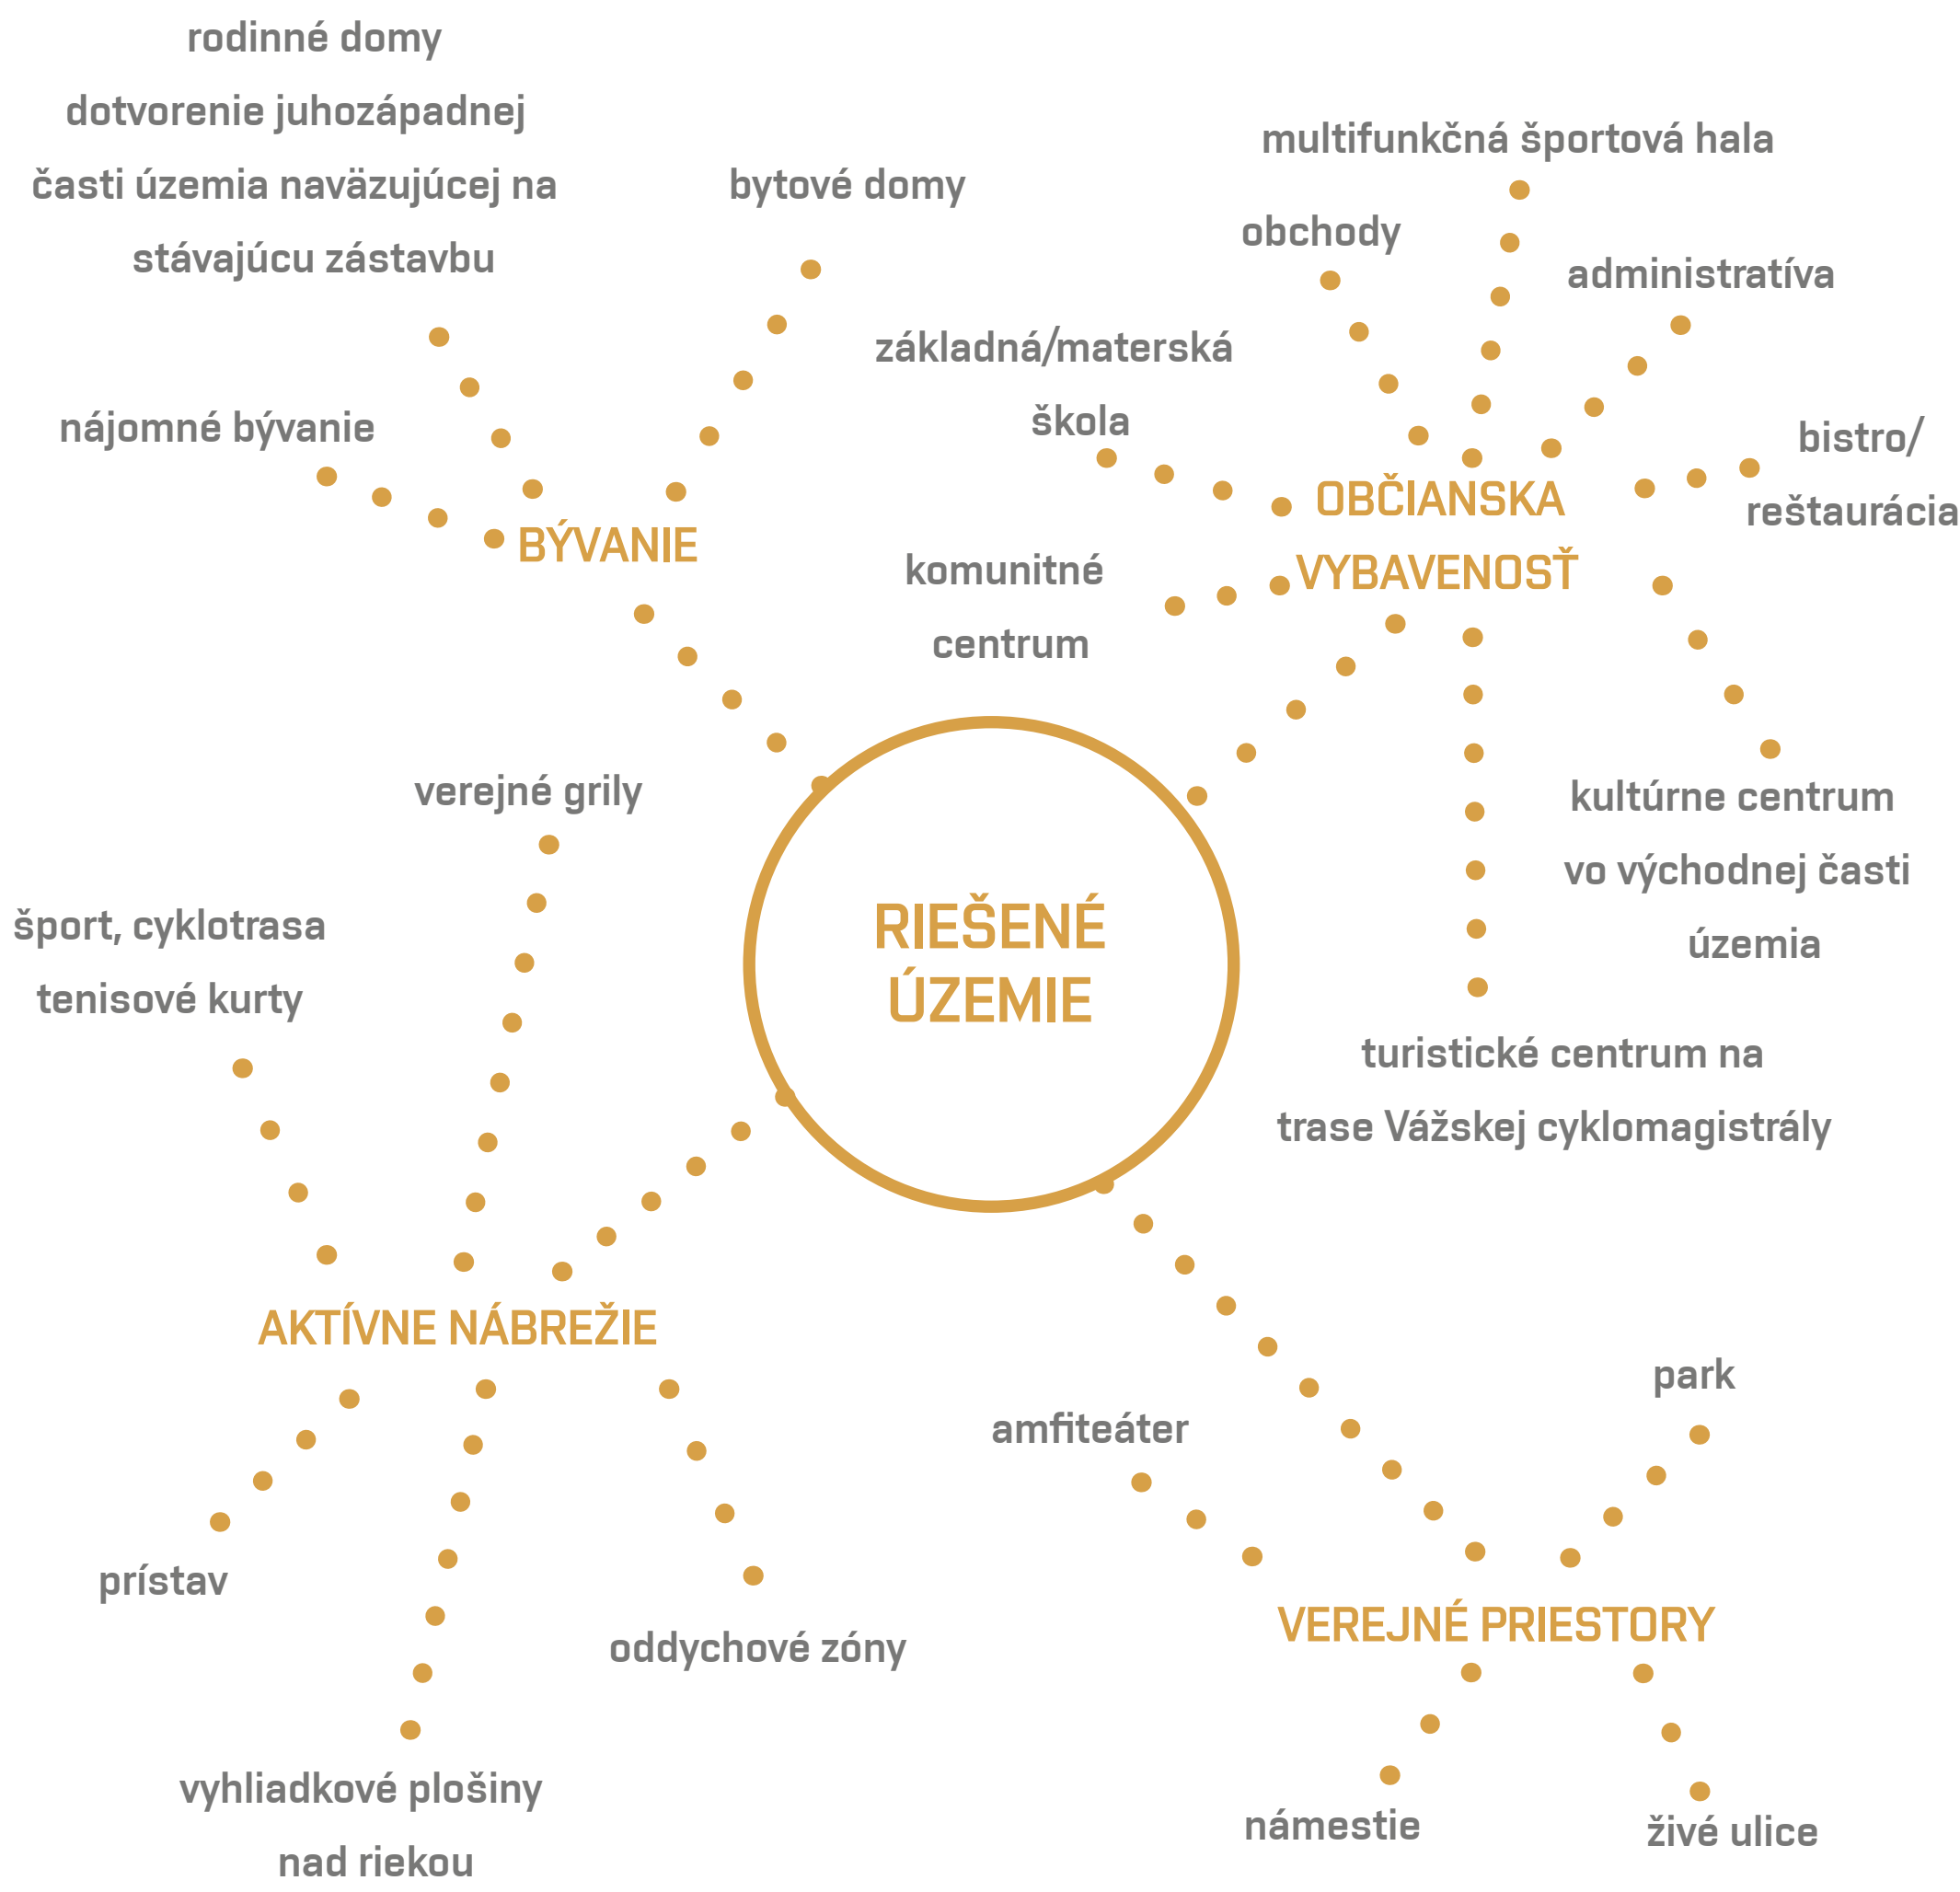 rodinné domy
dotvorenie juhozápadnej
časti územia naväzujúcej na
stávajúcu zástavbu
bytové domy
nájomné bývanie
BÝVANIE
multifunkčná športová hala
obchody
administratíva
základná/materská
škola
bistro/
reštaurácia
OBČIANSKA
VYBAVENOSŤ
komunitné
centrum
kultúrne centrum
vo východnej časti
územia
turistické centrum na
trase Vážskej cyklomagistrály
RIEŠENÉ
ÚZEMIE
verejné grily
šport, cyklotrasa
tenisové kurty
AKTÍVNE NÁBREŽIE
prístav
oddychové zóny
vyhliadkové plošiny
nad riekou
park
amfiteáter
VEREJNÉ PRIESTORY
námestie
živé ulice